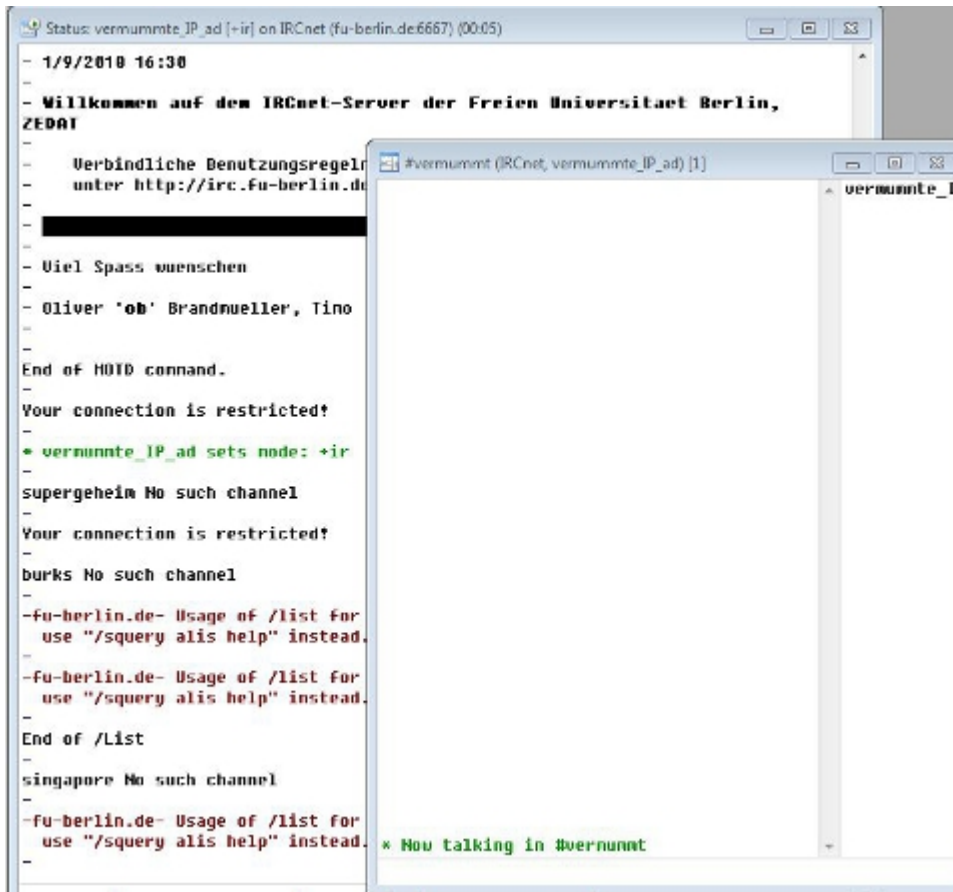 Status: vermummte_IP_ad [+ir] on IRCnet (fu-berlin.de:6667) (00:05)
- 1/9/2010 16:30
-
- Willkommen auf dem IRCnet-Server der Freien Universitaet Berlin,
ZEDAT
-
- Verbindliche Benutzungsregeln
- unter http://irc.fu-berlin.de
-
-
-
- Viel Spass wuenschen
-
- Oliver 'ob' Brandmueller, Timo
-
-
End of MOTD command.
-
Your connection is restricted!
-
* vermummte_IP_ad sets mode: +ir
-
supergeheim No such channel
-
Your connection is restricted!
-
burks No such channel
-
-fu-berlin.de- Usage of /list for
use "/squery alis help" instead.
-
-fu-berlin.de- Usage of /list for
use "/squery alis help" instead.
-
End of /List
-
singapore No such channel
-
-fu-berlin.de- Usage of /list for
use "/squery alis help" instead.
-
#vermummt (IRCnet, vermummte_IP_ad) [1]
vermummte_I
* Now talking in #vermummt